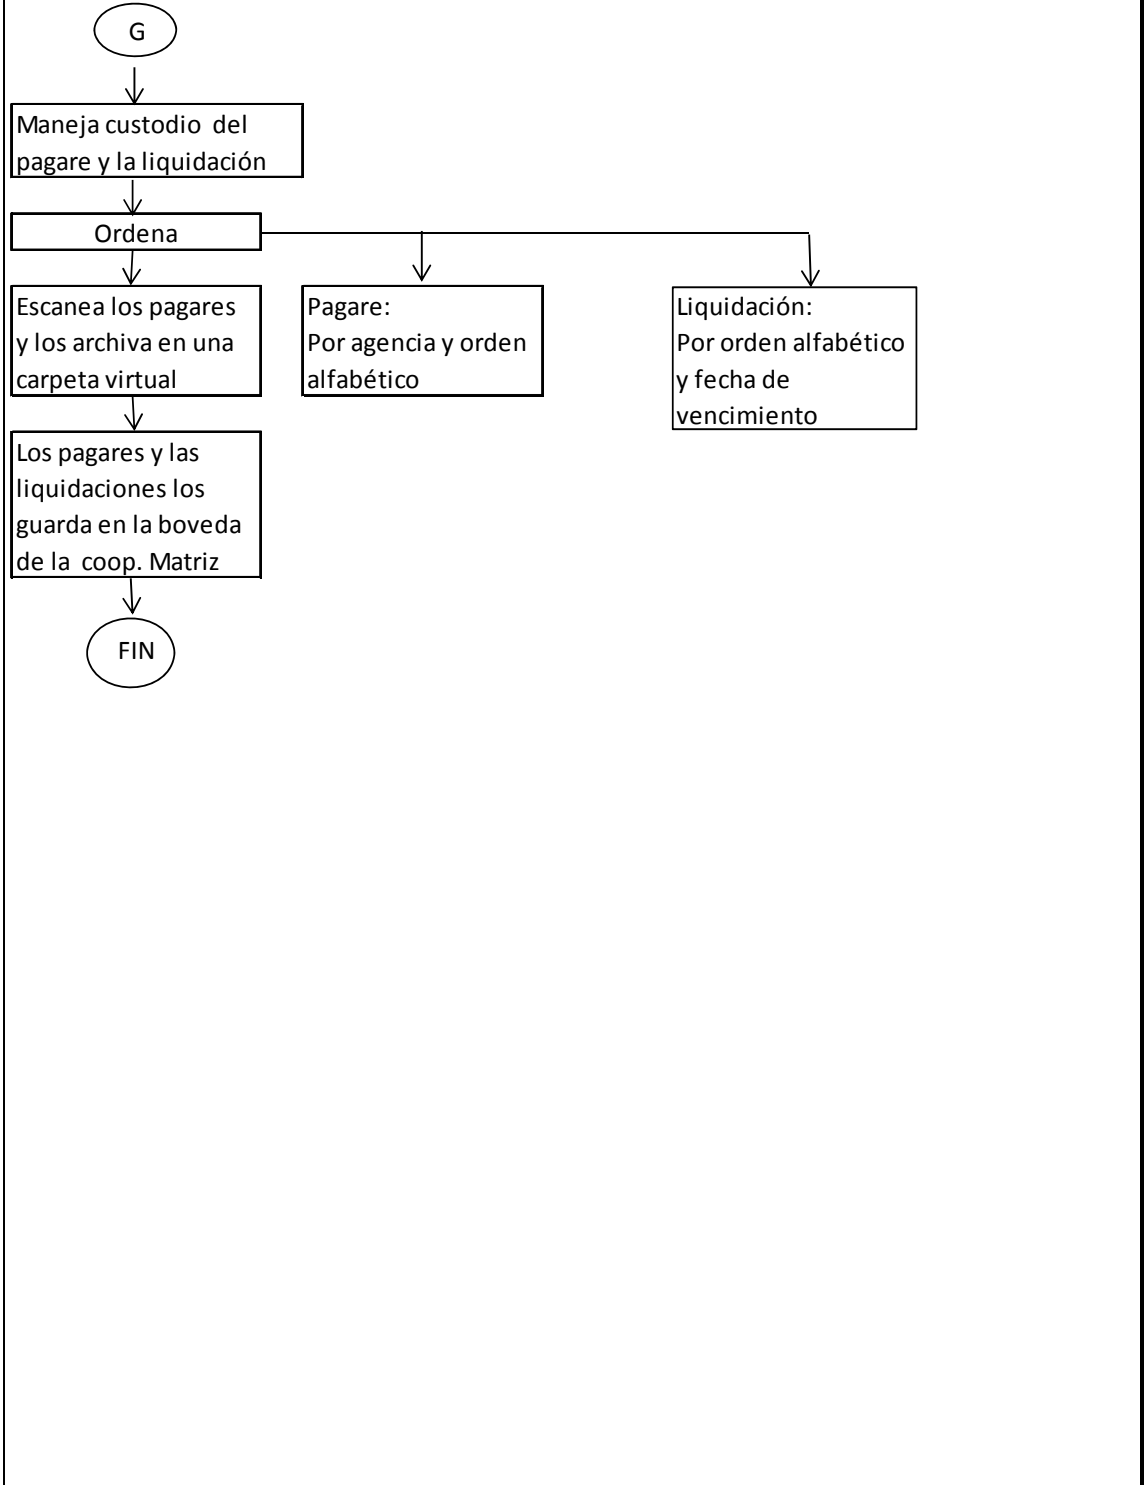 G
Maneja custodio del
pagare y la liquidación
Ordena
Escanea los pagares
y los archiva en una
carpeta virtual
Pagare:
Por agencia y orden
alfabético
Liquidación:
Por orden alfabético
y fecha de
vencimiento
Los pagares y las
liquidaciones los
guarda en la boveda
de la coop. Matriz
FIN